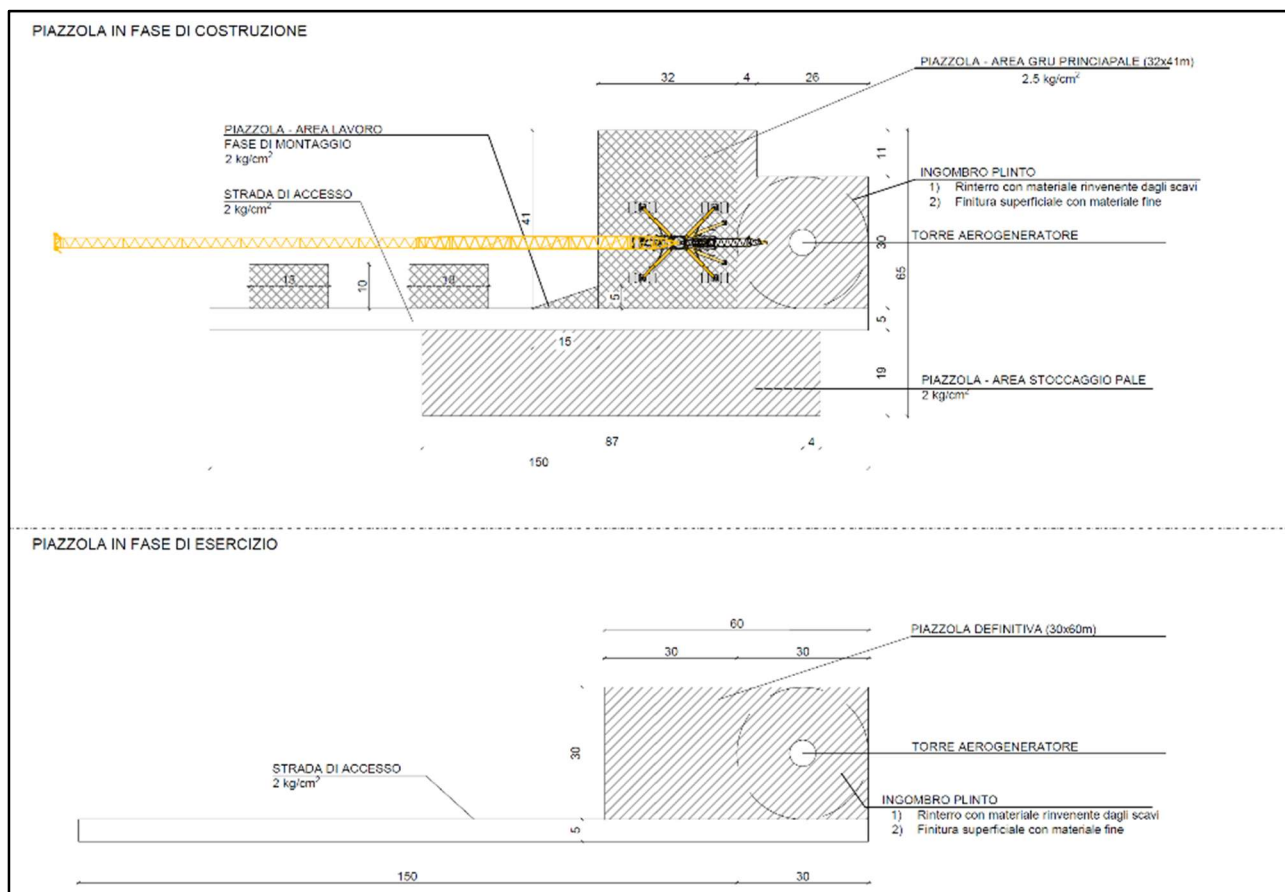 PIAZZOLA IN FASE DI COSTRUZIONE
32
4
26
PIAZZOLA - AREA GRU PRINCIAPALE (32x41m)
2.5 kg/cm²
PIAZZOLA - AREA LAVORO
FASE DI MONTAGGIO
2 kg/cm²
STRADA DI ACCESSO
2 kg/cm²
41
11
INGOMBRO PLINTO
1) Rinterro con materiale rinvenente dagli scavi
2) Finitura superficiale con materiale fine
TORRE AEROGENERATORE
30
65
10
5
5
15
19
PIAZZOLA - AREA STOCCAGGIO PALE
2 kg/cm²
87
4
150
PIAZZOLA IN FASE DI ESERCIZIO
60
30
30
PIAZZOLA DEFINITIVA (30x60m)
30
TORRE AEROGENERATORE
STRADA DI ACCESSO
2 kg/cm²
INGOMBRO PLINTO
1) Rinterro con materiale rinvenente dagli scavi
2) Finitura superficiale con materiale fine
5
150
30